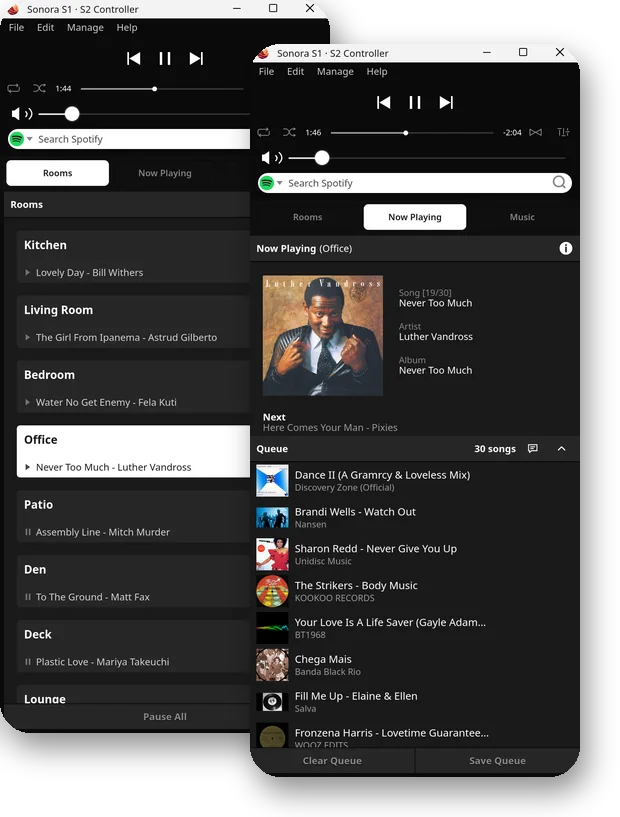 Sonora S1 · S2 Controller
File Edit Manage Help
1:44
Search Spotify
Rooms Now Playing
Rooms
Kitchen
Lovely Day - Bill Withers
Living Room
The Girl From Ipanema - Astrud Gilberto
Bedroom
Water No Get Enemy - Fela Kuti
Office
Never Too Much - Luther Vandross
Patio
Assembly Line - Mitch Murder
Den
To The Ground - Matt Fax
Deck
Plastic Love - Mariya Takeuchi
Lounge
Pause All
Sonora S1 · S2 Controller
File Edit Manage Help
1:46 -2:04
Search Spotify
Rooms Now Playing Music
Now Playing (Office)
Luther Vandross
Song [19/30]
Never Too Much
Artist
Luther Vandross
Album
Never Too Much
Next
Here Comes Your Man - Pixies
Queue 30 songs
Dance II (A Gramrcy & Loveless Mix)
Discovery Zone (Official)
Brandi Wells - Watch Out
Nansen
Sharon Redd - Never Give You Up
Unidisc Music
The Strikers - Body Music
KOOKOO RECORDS
Your Love Is A Life Saver (Gayle Adam...
BT1968
Chega Mais
Banda Black Rio
Fill Me Up - Elaine & Ellen
Salva
Fronzena Harris - Lovetime Guarantee...
WOOZ EDITS
Clear Queue Save Queue